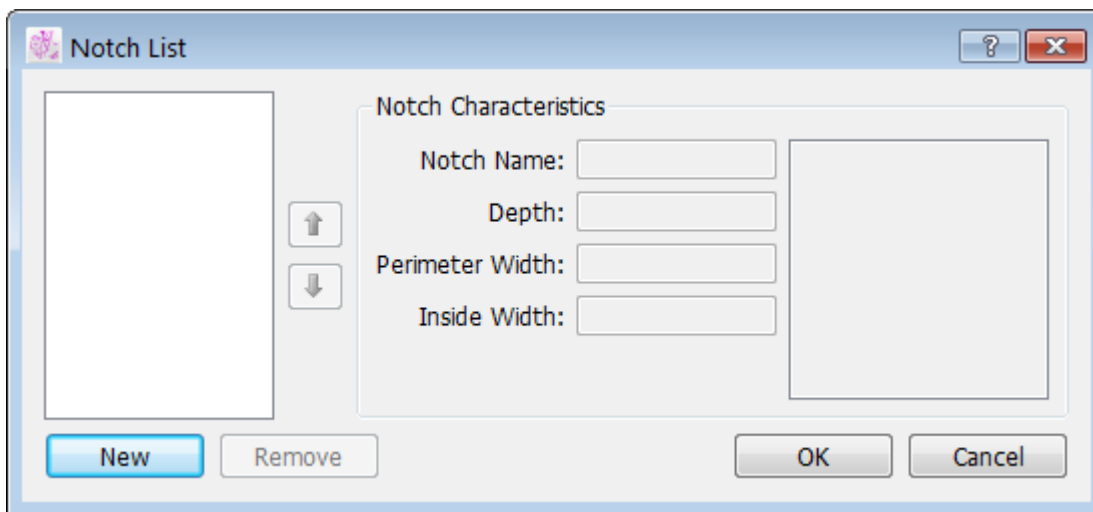 Notch List
Notch Characteristics
Notch Name:
Depth:
Perimeter Width:
Inside Width:
New
Remove
OK
Cancel